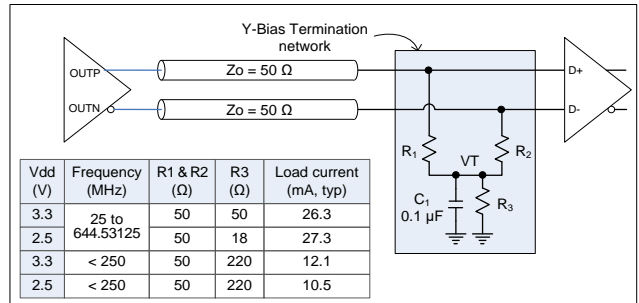 Y-Bias Termination
network
OUTP
Zo = 50 Ω
D+
OUTN
Zo = 50 Ω
D-
R1
VT
R2
C1
0.1 µF
R3
Vdd (V) Frequency (MHz) R1 & R2 (Ω) R3 (Ω) Load current (mA, typ)
3.3 25 to 644.53125 50 50 26.3
2.5 50 18 27.3
3.3 < 250 50 220 12.1
2.5 < 250 50 220 10.5